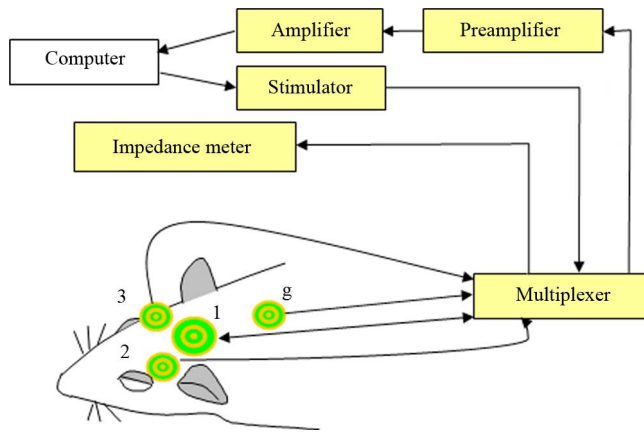 Amplifier
Preamplifier
Computer
Stimulator
Impedance meter
Multiplexer
3
g
1
2